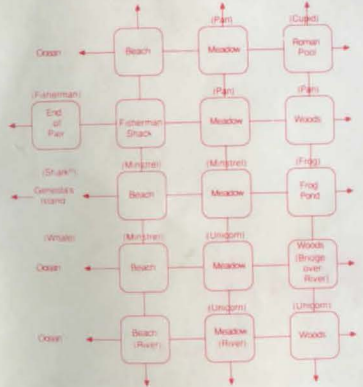 (Pan) (Cupid)
Ocean Beach Meadow Roman
Pool
(Fisherman) (Pan) (Pan)
End
of
Pier Fisherman
Shack Meadow Woods
(Shark) (Minstrel) (Minstrel) (Frog)
Genesta's
Island Beach Meadow Frog
Pond
(Whale) (Minstrel) (Unicorn)
Ocean Beach Meadow Woods
(Bridge
over
River)
(Unicorn) (Unicorn)
Ocean Beach
(River) Meadow
(River) Woods